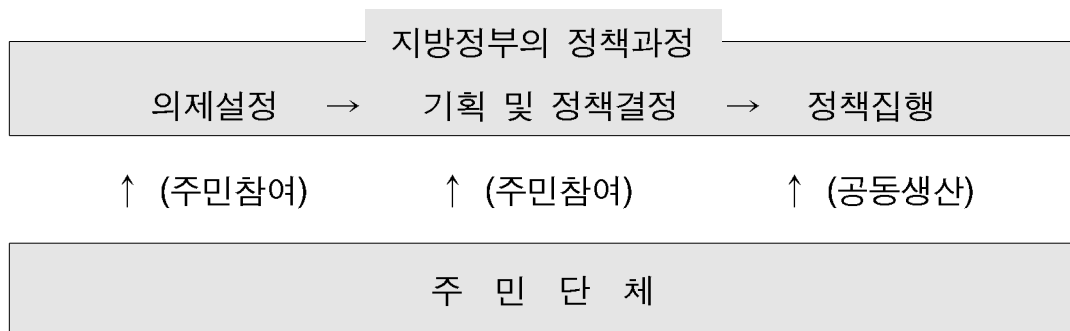 지방정부의 정책과정
의제설정 → 기획 및 정책결정 → 정책집행
↑ (주민참여) ↑ (주민참여) ↑ (공동생산)
주 민 단 체